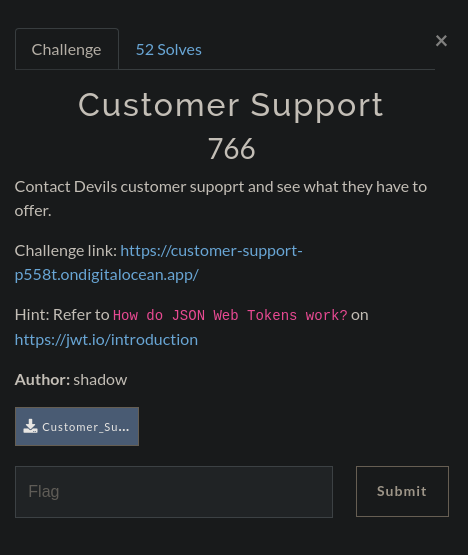 Challenge
52 Solves
×
Customer Support
766
Contact Devils customer supoprt and see what they have to
offer.
Challenge link: https://customer-support-
p558t.ondigitalocean.app/
Hint: Refer to How do JSON Web Tokens work? on
https://jwt.io/introduction
Author: shadow
Customer_Su...
Flag
Submit